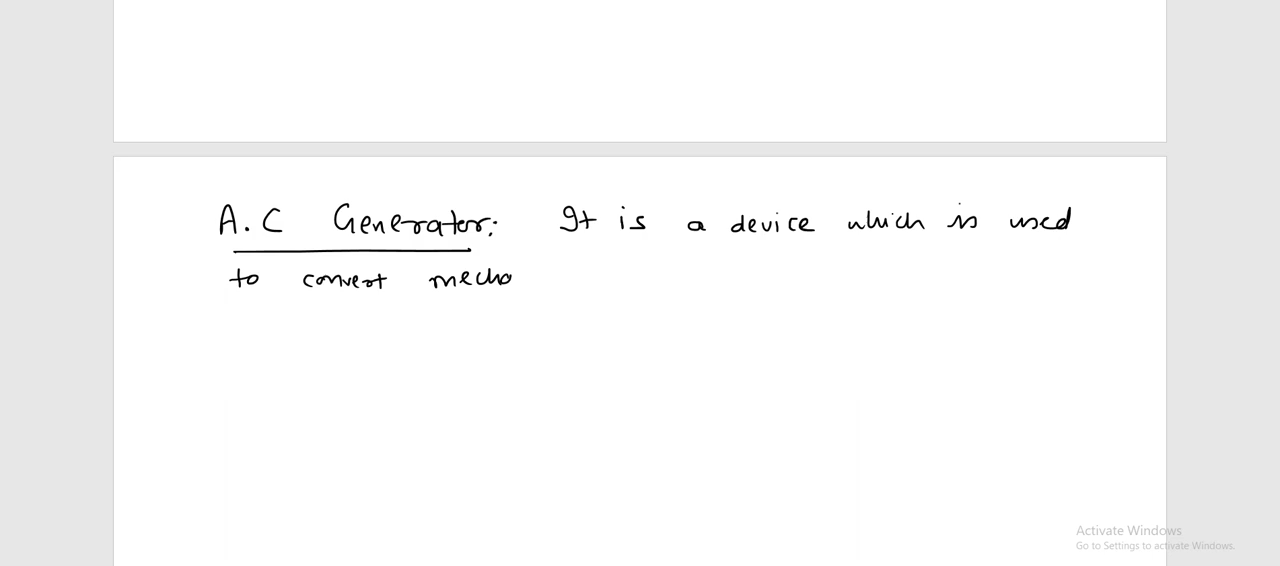 A.C Generator: It is a device which is used
to convert mecha
Activate Windows
Go to Settings to activate Windows.